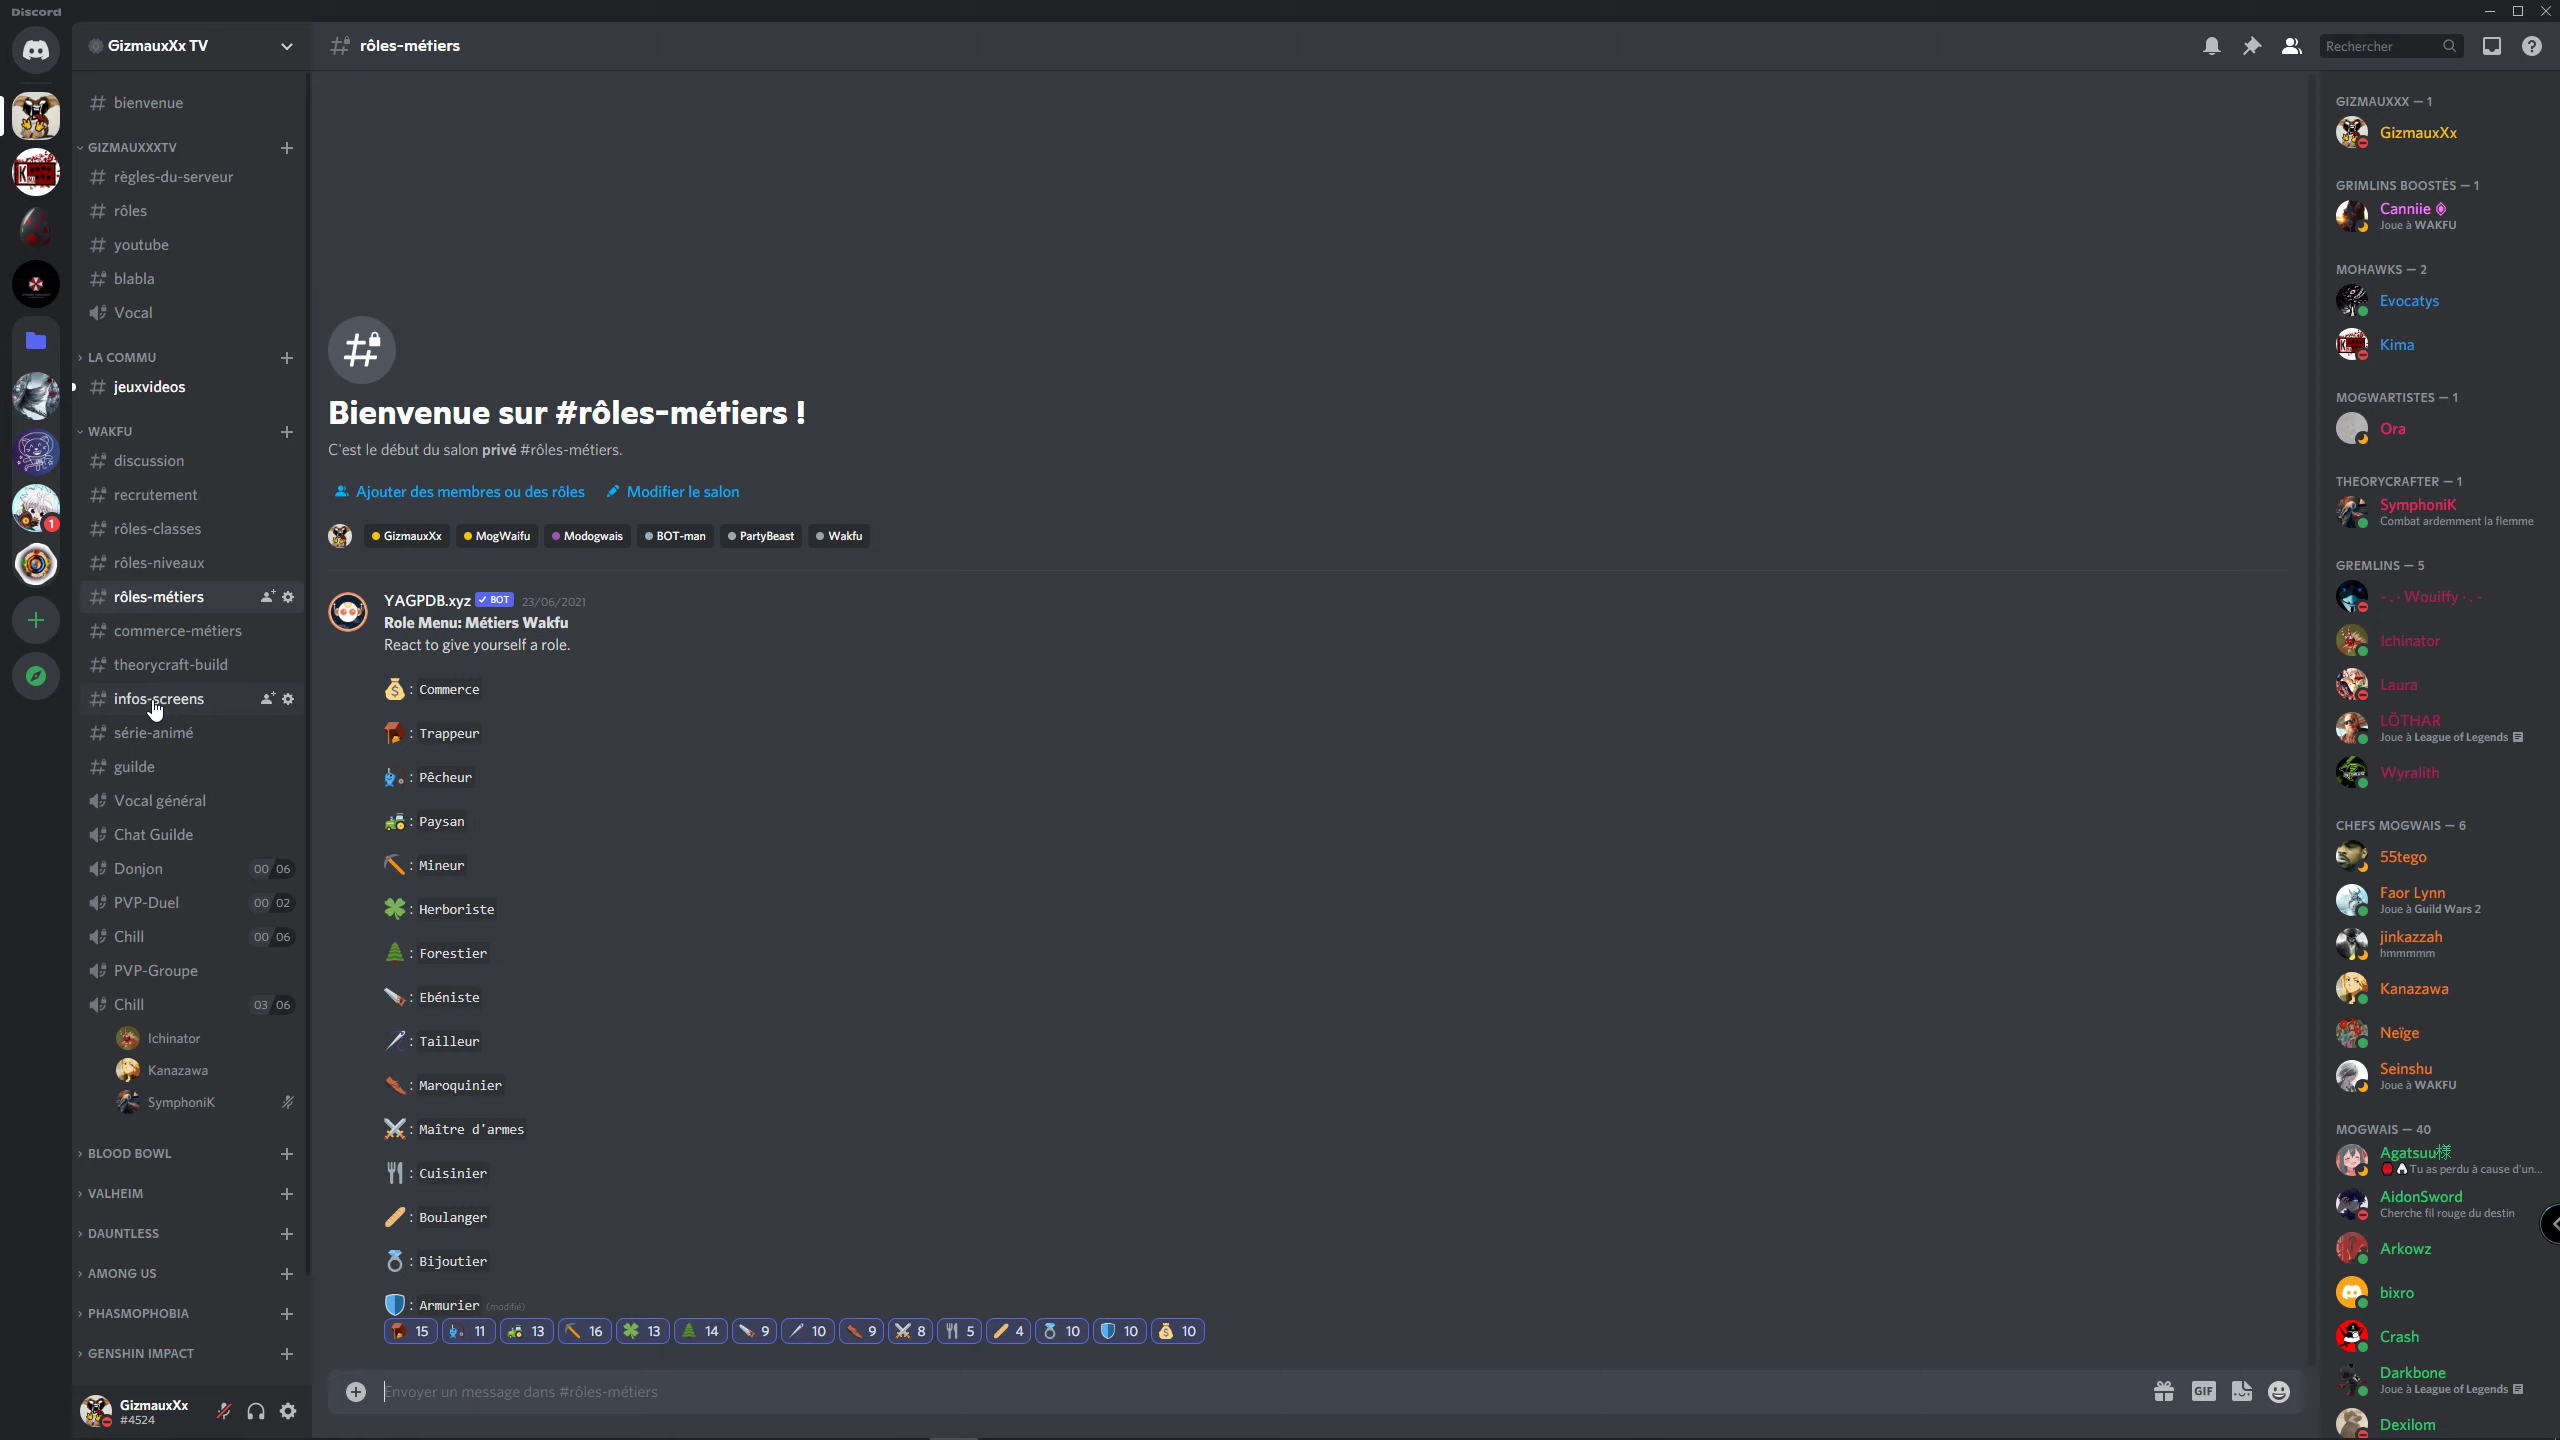 Discord
GizmauxXx TV
bienvenue
GIZMAUXXXTV
règles-du-serveur
rôles
youtube
blabla
Vocal
LA COMMU
jeuxvideos
WAKFU
discussion
recrutement
rôles-classes
rôles-niveaux
rôles-métiers
commerce-métiers
theorycraft-build
infos-screens
série-animé
guilde
Vocal général
Chat Guilde
Donjon 00 06
PVP-Duel 00 02
Chill 00 06
PVP-Groupe
Chill 03 06
Ichinator
Kanazawa
SymphoniK
BLOOD BOWL
VALHEIM
DAUNTLESS
AMONG US
PHASMOPHOBIA
GENSHIN IMPACT
GizmauxXx
#4524
1
rôles-métiers
Rechercher
Bienvenue sur #rôles-métiers !
C'est le début du salon privé #rôles-métiers.
Ajouter des membres ou des rôles Modifier le salon
GizmauxXx MogWaifu Modogwais BOT-man PartyBeast Wakfu
YAGPDB.xyz BOT 23/06/2021
Role Menu: Métiers Wakfu
React to give yourself a role.
: Commerce
: Trappeur
: Pêcheur
: Paysan
: Mineur
: Herboriste
: Forestier
: Ebéniste
: Tailleur
: Maroquinier
: Maître d'armes
: Cuisinier
: Boulanger
: Bijoutier
: Armurier (modifié)
15 11 13 16 13 14 9 10 9 8 5 4 10 10 10
Envoyer un message dans #rôles-métiers
GIF
GIZMAUXXX — 1
GizmauxXx
GRIMLINS BOOSTÉS — 1
Canniie
Joue à WAKFU
MOHAWKS — 2
Evocatys
Kima
MOGWARTISTES — 1
Ora
THEORYCRAFTER — 1
SymphoniK
Combat ardemment la flemme
GREMLINS — 5
- . · Wouiffy · . -
Ichinator
Laura
LÖTHAR
Joue à League of Legends
Wyralith
CHEFS MOGWAIS — 6
55tego
Faor Lynn
Joue à Guild Wars 2
jinkazzah
hmmmmm
Kanazawa
Neïge
Seinshu
Joue à WAKFU
MOGWAIS — 40
Agatsuu様
Tu as perdu à cause d'un...
AidonSword
Cherche fil rouge du destin
Arkowz
bixro
Crash
Darkbone
Joue à League of Legends
Dexilom